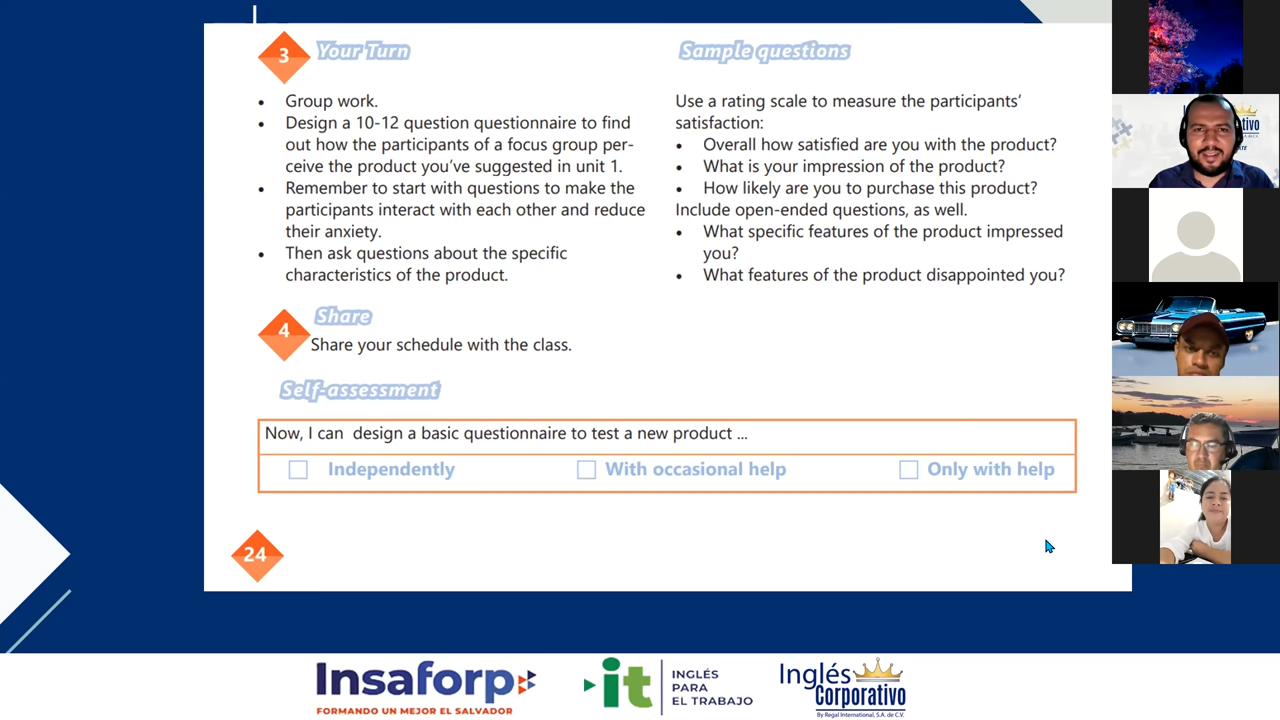 3
Your Turn
• Group work.
• Design a 10-12 question questionnaire to find
out how the participants of a focus group per-
ceive the product you've suggested in unit 1.
• Remember to start with questions to make the
participants interact with each other and reduce
their anxiety.
• Then ask questions about the specific
characteristics of the product.
Sample questions
Use a rating scale to measure the participants'
satisfaction:
• Overall how satisfied are you with the product?
• What is your impression of the product?
• How likely are you to purchase this product?
Include open-ended questions, as well.
• What specific features of the product impressed
you?
• What features of the product disappointed you?
4
Share
Share your schedule with the class.
Self-assessment
Now, I can design a basic questionnaire to test a new product ...
Independently With occasional help Only with help
24
Insaforp
FORMANDO UN MEJOR EL SALVADOR
it
INGLÉS
PARA
EL TRABAJO
Inglés
Corporativo
By Regal International, S.A. de C.V.